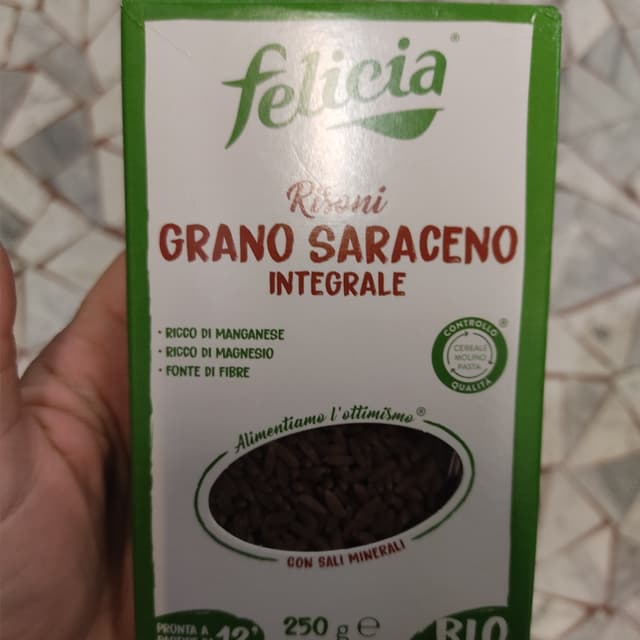 felicia®
Risoni
GRANO SARACENO
INTEGRALE
· RICCO DI MANGANESE
· RICCO DI MAGNESIO
· FONTE DI FIBRE
CONTROLLO ®
CEREALE
MOLINO
PASTA
QUALITÀ
Alimentiamo l'ottimismo®
CON SALI MINERALI
PRONTA A
12'
250 g ℮
BIO